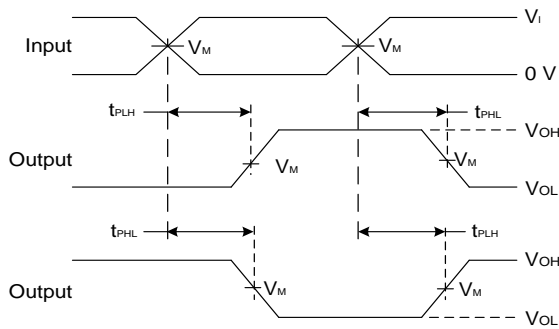 Input
VM
VM
VI
0 V
tPLH
tPHL
Output
VM
VM
VOH
VOL
tPHL
tPLH
Output
VM
VM
VOH
VOL